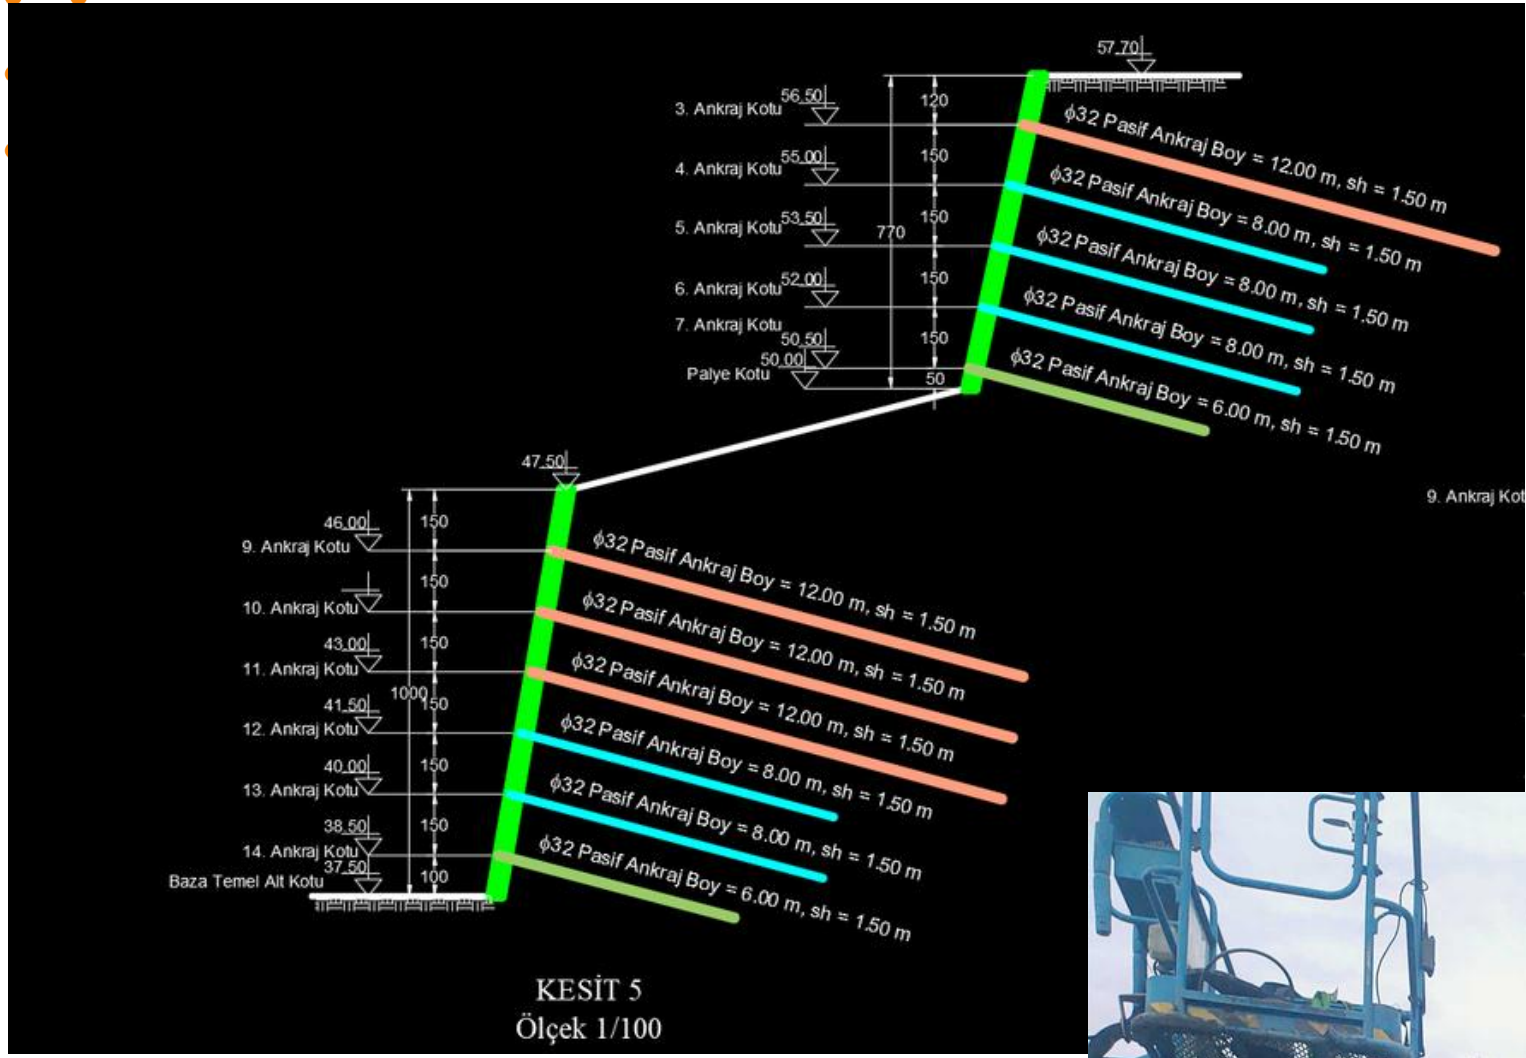 57.70
3. Ankraj Kotu 56.50
120
ϕ32 Pasif Ankraj Boy = 12.00 m, sh = 1.50 m
4. Ankraj Kotu 55.00
150
ϕ32 Pasif Ankraj Boy = 8.00 m, sh = 1.50 m
5. Ankraj Kotu 53.50
150
770
ϕ32 Pasif Ankraj Boy = 8.00 m, sh = 1.50 m
6. Ankraj Kotu 52.00
150
ϕ32 Pasif Ankraj Boy = 8.00 m, sh = 1.50 m
7. Ankraj Kotu 50.50
150
ϕ32 Pasif Ankraj Boy = 6.00 m, sh = 1.50 m
Palye Kotu 50.00
50
47.50
9. Ankraj Kot
46.00
9. Ankraj Kotu
150
ϕ32 Pasif Ankraj Boy = 12.00 m, sh = 1.50 m
10. Ankraj Kotu
150
ϕ32 Pasif Ankraj Boy = 12.00 m, sh = 1.50 m
43.00
11. Ankraj Kotu
150
ϕ32 Pasif Ankraj Boy = 12.00 m, sh = 1.50 m
1000
41.50
12. Ankraj Kotu
150
ϕ32 Pasif Ankraj Boy = 8.00 m, sh = 1.50 m
40.00
13. Ankraj Kotu
150
ϕ32 Pasif Ankraj Boy = 8.00 m, sh = 1.50 m
38.50
14. Ankraj Kotu
150
ϕ32 Pasif Ankraj Boy = 6.00 m, sh = 1.50 m
37.50
Baza Temel Alt Kotu
100
KESİT 5
Ölçek 1/100